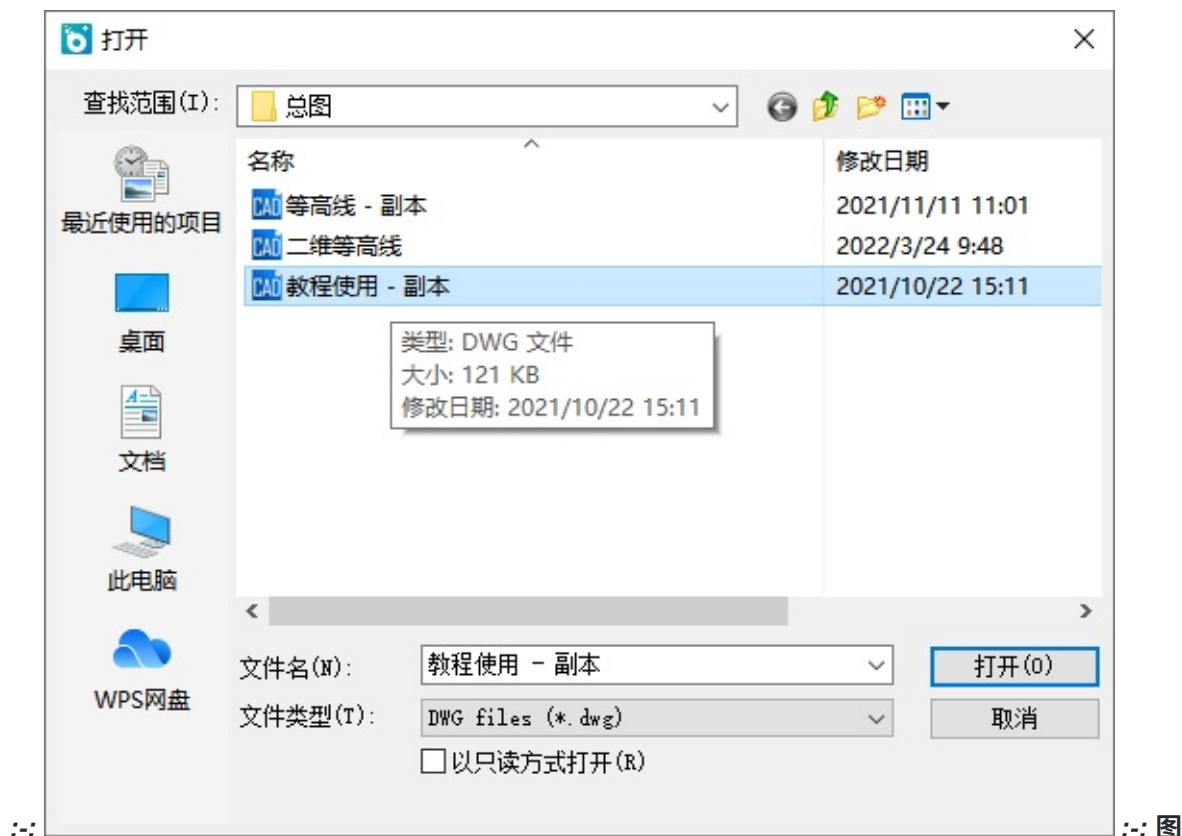 打开
查找范围(I):
总图
名称
修改日期
等高线 - 副本
2021/11/11 11:01
二维等高线
2022/3/24 9:48
教程使用 - 副本
2021/10/22 15:11
类型: DWG 文件
大小: 121 KB
修改日期: 2021/10/22 15:11
最近使用的项目
桌面
文档
此电脑
WPS网盘
文件名(N):
教程使用 - 副本
打开(O)
文件类型(T):
DWG files (*.dwg)
取消
以只读方式打开(R)
:-:
:-: 图